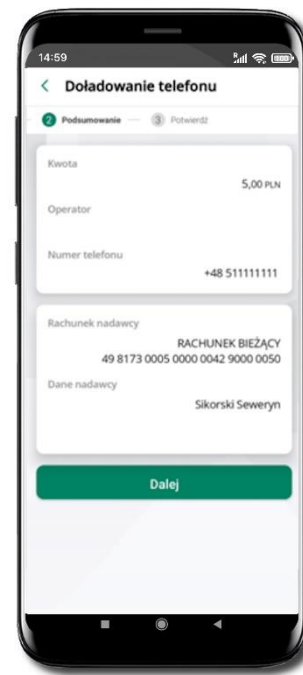 14:59
Doładowanie telefonu
2 Podsumowanie 3 Potwierdź
Kwota
5,00 PLN
Operator
Numer telefonu
+48 511111111
Rachunek nadawcy
RACHUNEK BIEŻĄCY
49 8173 0005 0000 0042 9000 0050
Dane nadawcy
Sikorski Seweryn
Dalej